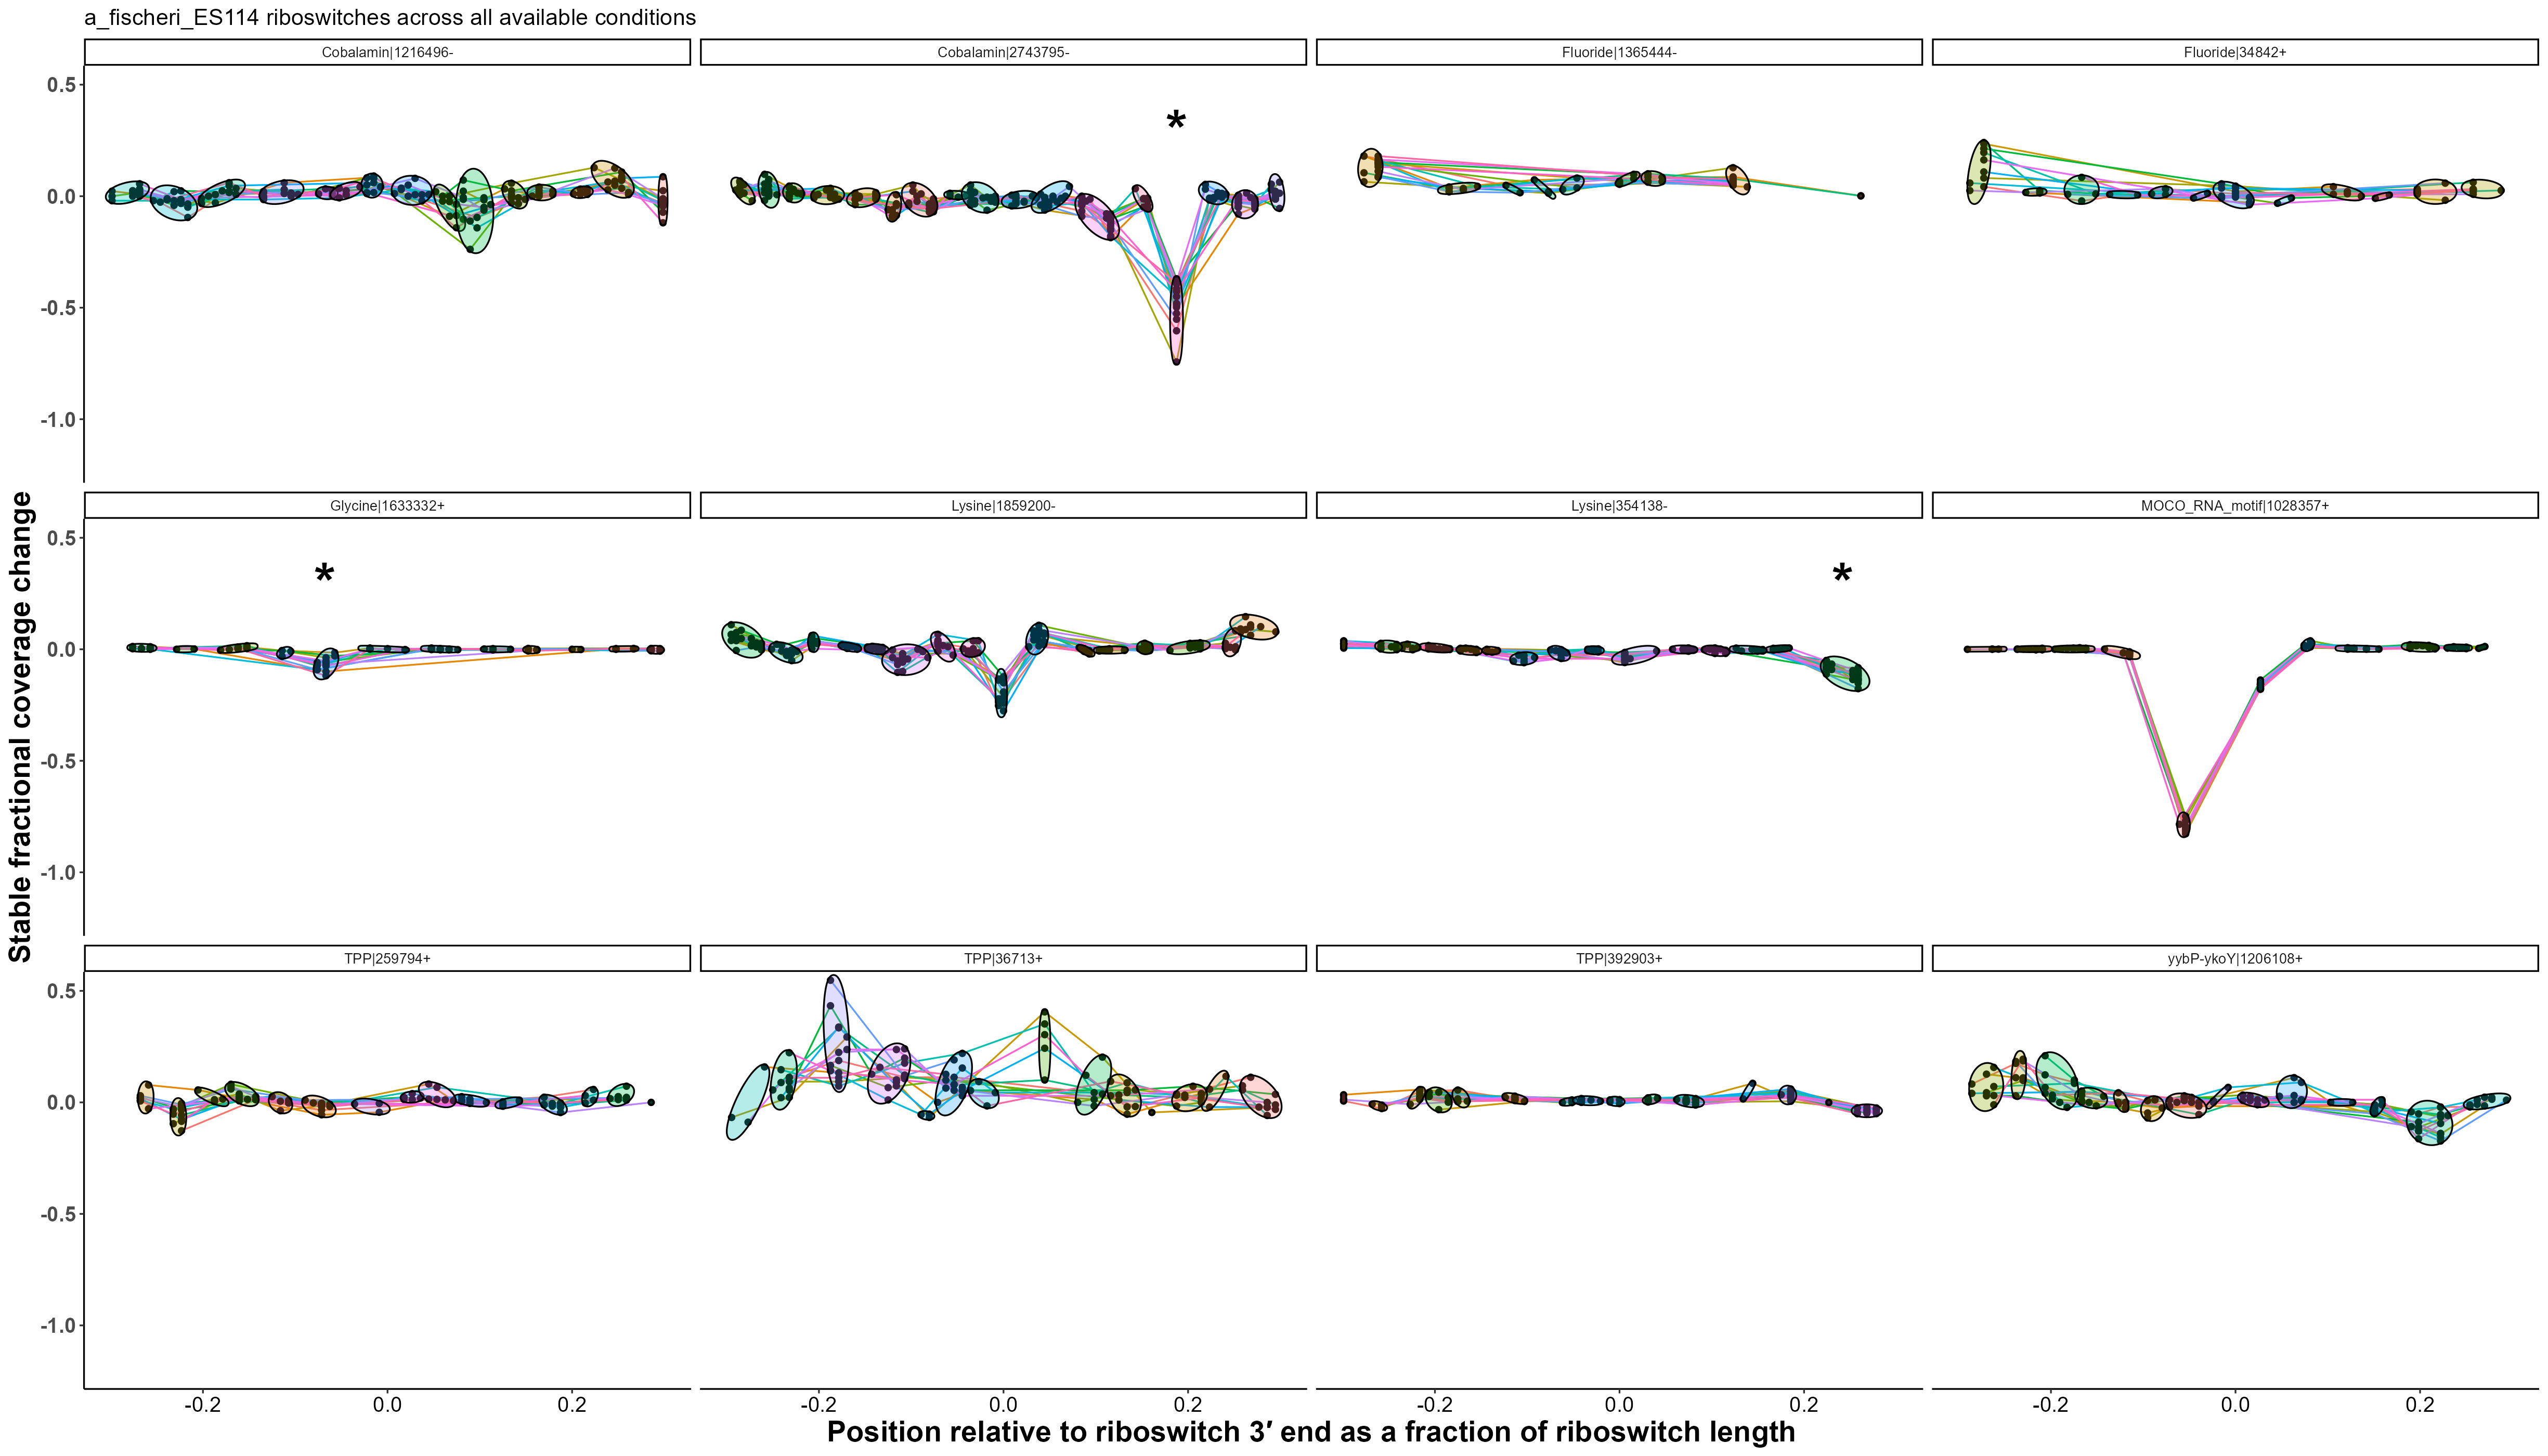 a_fischeri_ES114 riboswitches across all available conditions
Cobalamin|1216496-
Cobalamin|2743795-
Fluoride|1365444-
Fluoride|34842+
0.5
0.0
-0.5
-1.0
*
Glycine|1633332+
Lysine|1859200-
Lysine|354138-
MOCO_RNA_motif|1028357+
0.5
0.0
-0.5
-1.0
*
*
TPP|259794+
TPP|36713+
TPP|392903+
yybP-ykoY|1206108+
0.5
0.0
-0.5
-1.0
-0.2 0.0 0.2
-0.2 0.0 0.2
-0.2 0.0 0.2
-0.2 0.0 0.2
Stable fractional coverage change
Position relative to riboswitch 3′ end as a fraction of riboswitch length